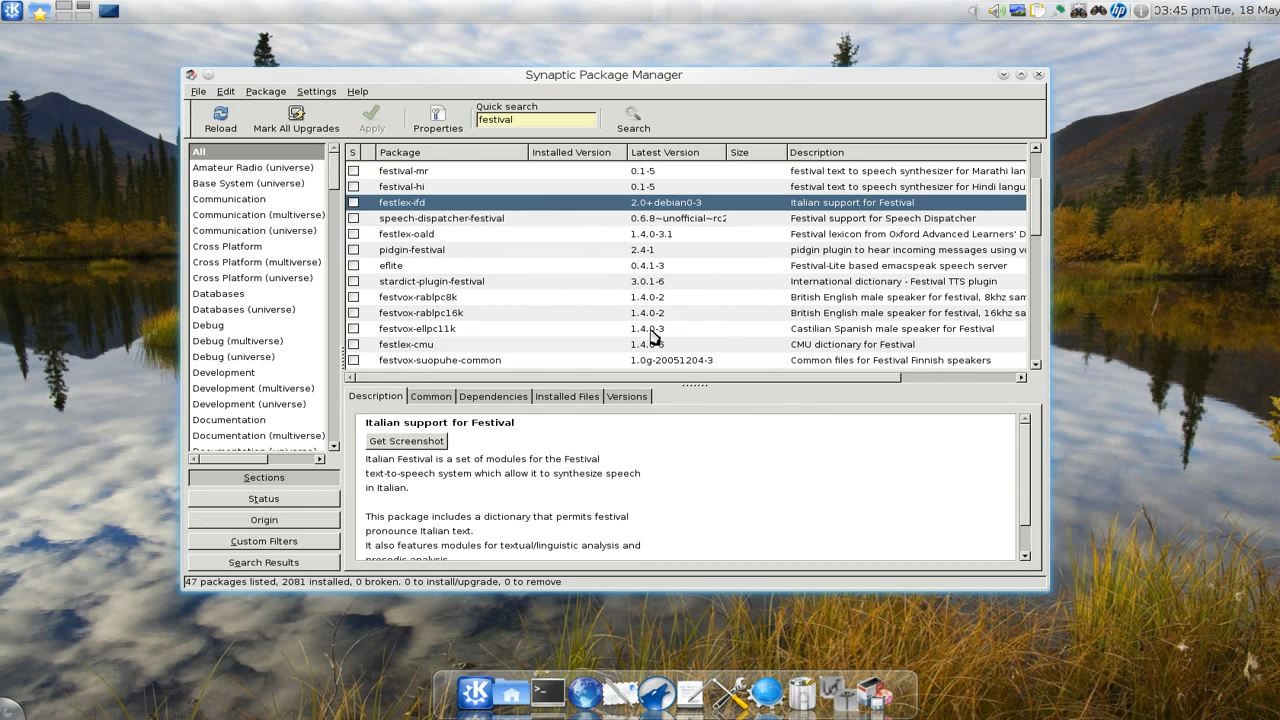 03:45 pm Tue, 18 May
Synaptic Package Manager
File Edit Package Settings Help
Quick search
festival
Reload Mark All Upgrades Apply Properties Search
S Package Installed Version Latest Version Size Description
All
Amateur Radio (universe)
Base System (universe)
Communication
Communication (multiverse)
Communication (universe)
Cross Platform
Cross Platform (multiverse)
Cross Platform (universe)
Databases
Databases (universe)
Debug
Debug (multiverse)
Debug (universe)
Development
Development (multiverse)
Development (universe)
Documentation
Documentation (multiverse)
festival-mr 0.1-5 festival text to speech synthesizer for Marathi lan
festival-hi 0.1-5 festival text to speech synthesizer for Hindi langu
festlex-ifd 2.0+debian0-3 Italian support for Festival
speech-dispatcher-festival 0.6.8~unofficial~rc2 Festival support for Speech Dispatcher
festlex-oald 1.4.0-3.1 Festival lexicon from Oxford Advanced Learners' D
pidgin-festival 2.4-1 pidgin plugin to hear incoming messages using vo
eflite 0.4.1-3 Festival-Lite based emacspeak speech server
stardict-plugin-festival 3.0.1-6 International dictionary - Festival TTS plugin
festvox-rablpc8k 1.4.0-2 British English male speaker for festival, 8khz sam
festvox-rablpc16k 1.4.0-2 British English male speaker for festival, 16khz sa
festvox-ellpc11k 1.4.0-3 Castilian Spanish male speaker for Festival
festlex-cmu CMU dictionary for Festival
festvox-suopuhe-common 1.0g-20051204-3 Common files for Festival Finnish speakers
Description Common Dependencies Installed Files Versions
Italian support for Festival
Get Screenshot
Italian Festival is a set of modules for the Festival
text-to-speech system which allow it to synthesize speech
in Italian.
This package includes a dictionary that permits festival
pronounce Italian text.
It also features modules for textual/linguistic analysis and
prosodic analysis
Sections
Status
Origin
Custom Filters
Search Results
47 packages listed, 2081 installed, 0 broken. 0 to install/upgrade, 0 to remove